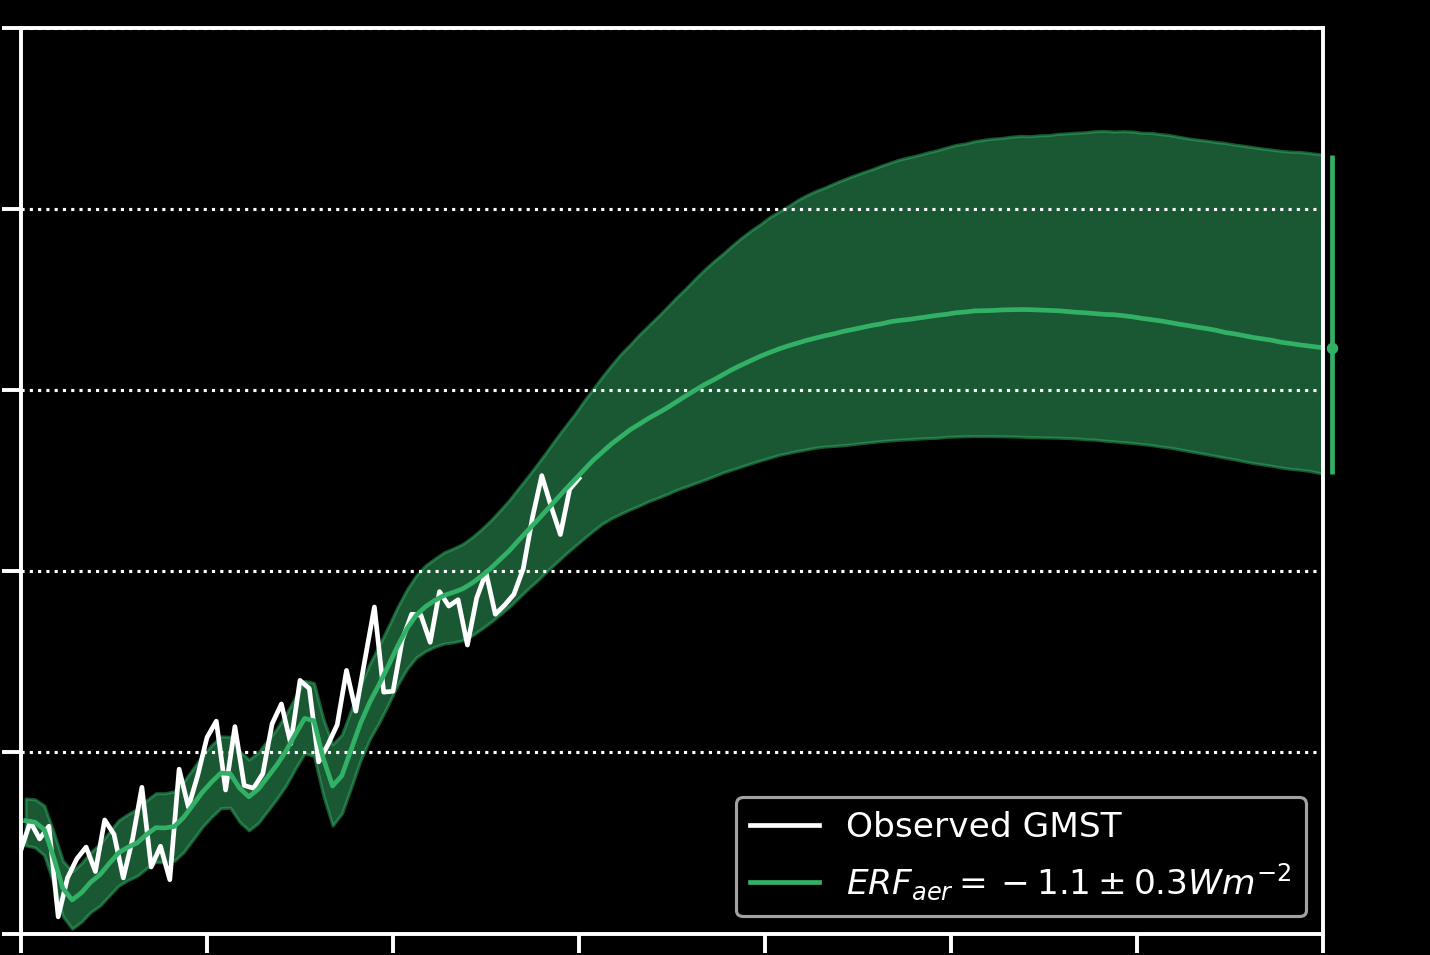 Observed GMST
ERF_aer = − 1.1 ± 0.3Wm⁻²